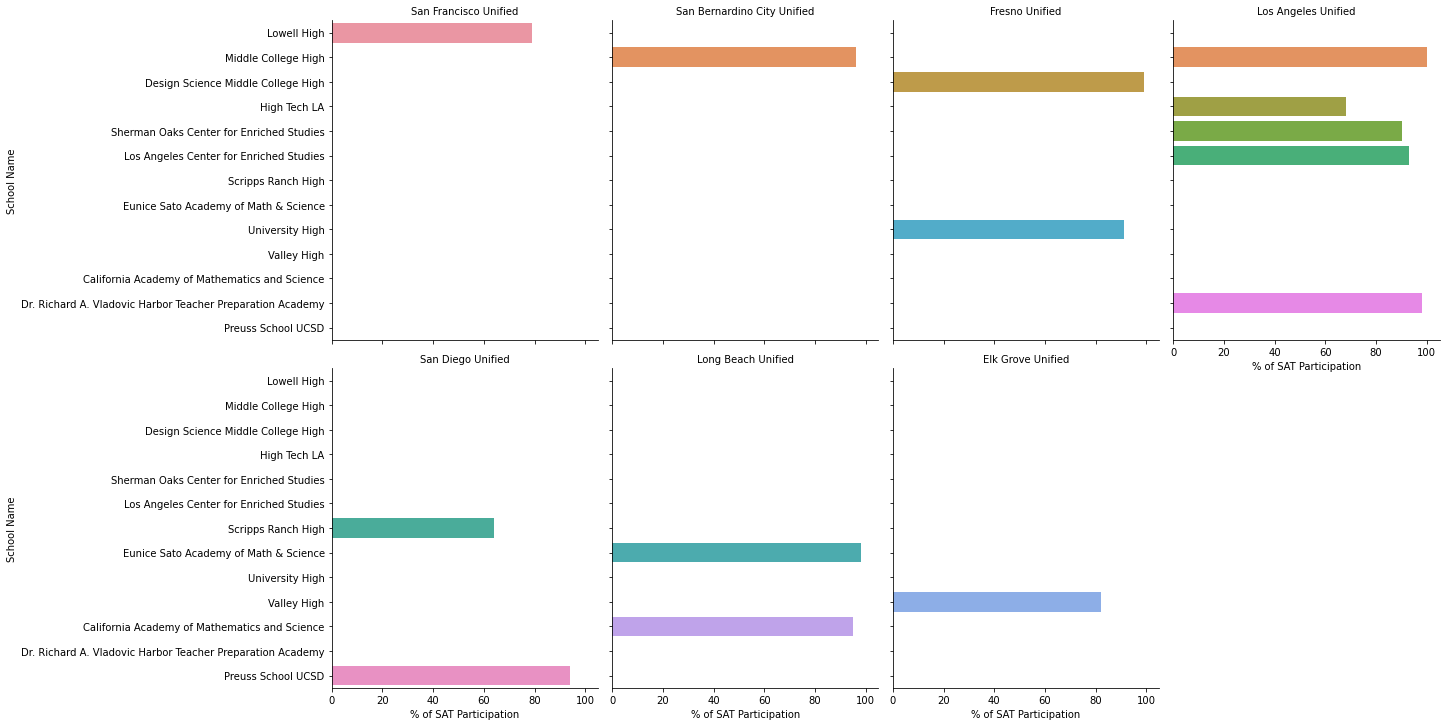 San Francisco Unified
San Bernardino City Unified
Fresno Unified
Los Angeles Unified
School Name
Lowell High
Middle College High
Design Science Middle College High
High Tech LA
Sherman Oaks Center for Enriched Studies
Los Angeles Center for Enriched Studies
Scripps Ranch High
Eunice Sato Academy of Math & Science
University High
Valley High
California Academy of Mathematics and Science
Dr. Richard A. Vladovic Harbor Teacher Preparation Academy
Preuss School UCSD
0 20 40 60 80 100
% of SAT Participation
San Diego Unified
Long Beach Unified
Elk Grove Unified
School Name
Lowell High
Middle College High
Design Science Middle College High
High Tech LA
Sherman Oaks Center for Enriched Studies
Los Angeles Center for Enriched Studies
Scripps Ranch High
Eunice Sato Academy of Math & Science
University High
Valley High
California Academy of Mathematics and Science
Dr. Richard A. Vladovic Harbor Teacher Preparation Academy
Preuss School UCSD
0 20 40 60 80 100
0 20 40 60 80 100
0 20 40 60 80 100
% of SAT Participation
% of SAT Participation
% of SAT Participation